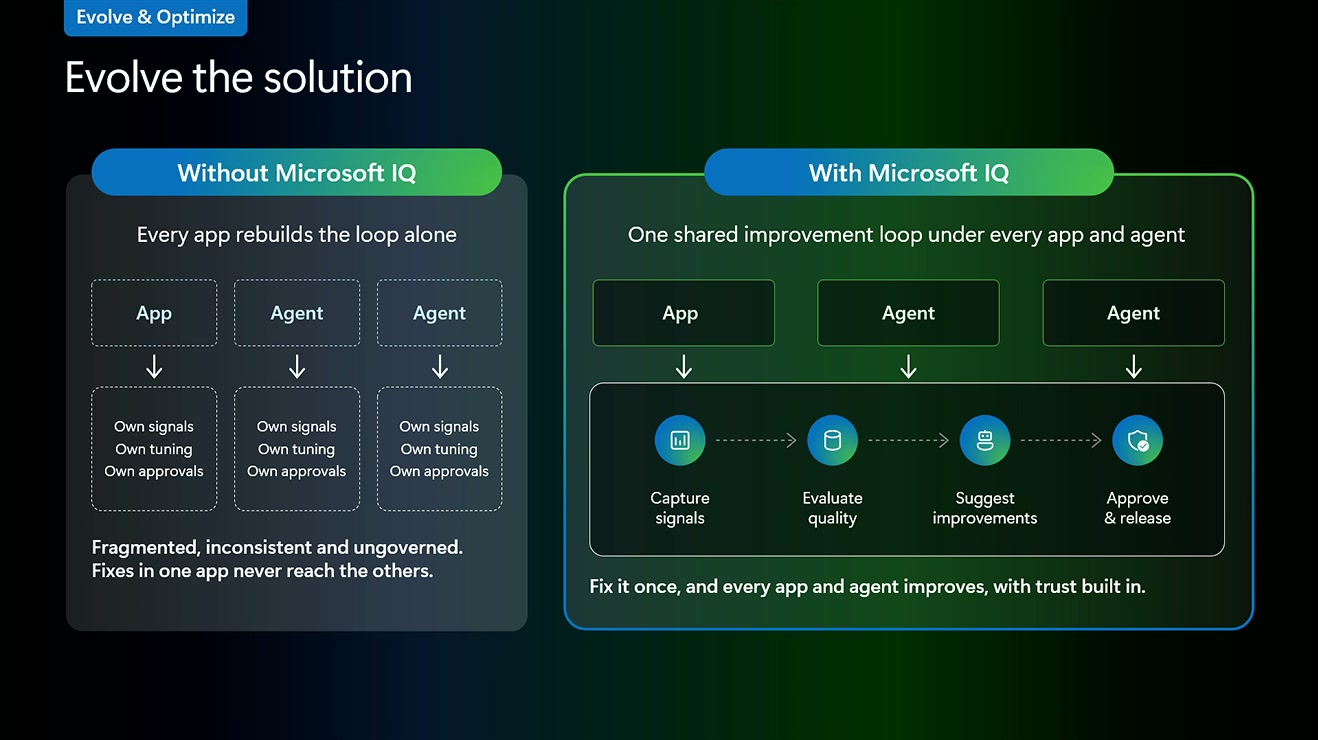 Evolve & Optimize
Evolve the solution
Without Microsoft IQ
Every app rebuilds the loop alone
App
Agent
Agent
Own signals
Own tuning
Own approvals
Own signals
Own tuning
Own approvals
Own signals
Own tuning
Own approvals
Fragmented, inconsistent and ungoverned.
Fixes in one app never reach the others.
With Microsoft IQ
One shared improvement loop under every app and agent
App
Agent
Agent
Capture
signals
Evaluate
quality
Suggest
improvements
Approve
& release
Fix it once, and every app and agent improves, with trust built in.